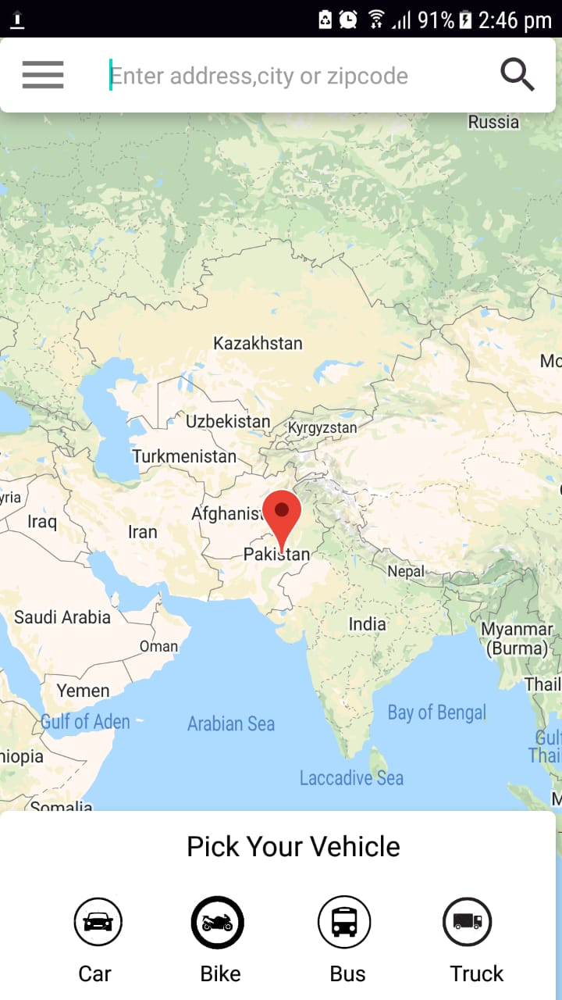 91% 2:46 pm
Enter address,city or zipcode
Russia
Kazakhstan
Mo
Uzbekistan
Kyrgyzstan
Turkmenistan
yria
Afghanist
Iraq
Iran
Pakistan
Nepal
Saudi Arabia
India
Myanmar
(Burma)
Oman
Thail
Yemen
Gulf of Aden
Arabian Sea
Bay of Bengal
Gulf
Thai
hiopia
Laccadive Sea
M
Somalia
Pick Your Vehicle
Car Bike Bus Truck